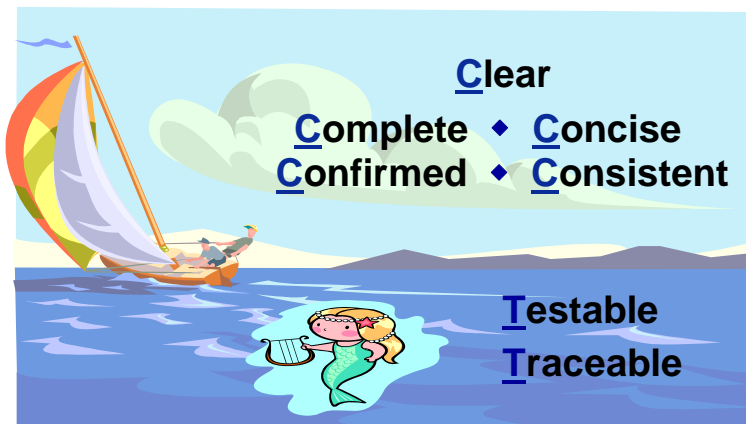 Clear
Complete ◆ Concise
Confirmed ◆ Consistent
Testable
Traceable